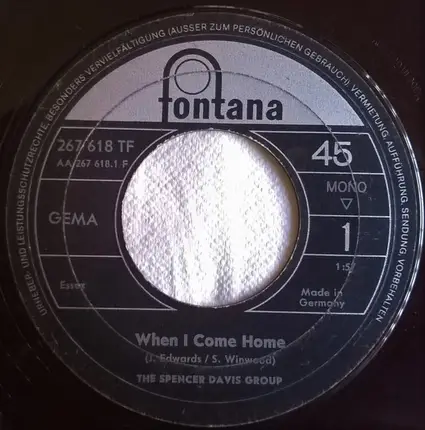 URHEBER- UND LEISTUNGSSCHUTZRECHTE, BESONDERS VERVIELFÄLTIGUNG (AUSSER ZUM PERSÖNLICHEN GEBRAUCH), VERMIETUNG, AUFFÜHRUNG, SENDUNG, VORBEHALTEN
fontana
267 618 TF
AA 267 618.1 F
45
MONO
GEMA
1
Essex
Made in
Germany
When I Come Home
(J. Edwards / S. Winwood)
THE SPENCER DAVIS GROUP